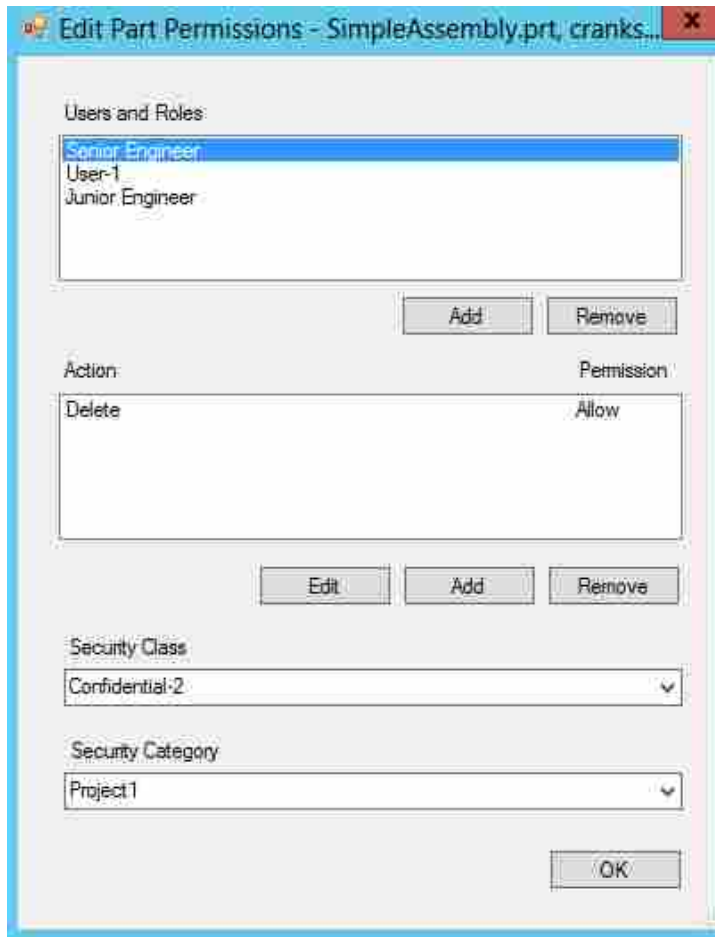 Edit Part Permissions - SimpleAssembly.prt, cranks...
Users and Roles
Senior Engineer
User-1
Junior Engineer
Add Remove
Action Permission
Delete Allow
Edit Add Remove
Security Class
Confidential-2
Security Category
Project1
OK